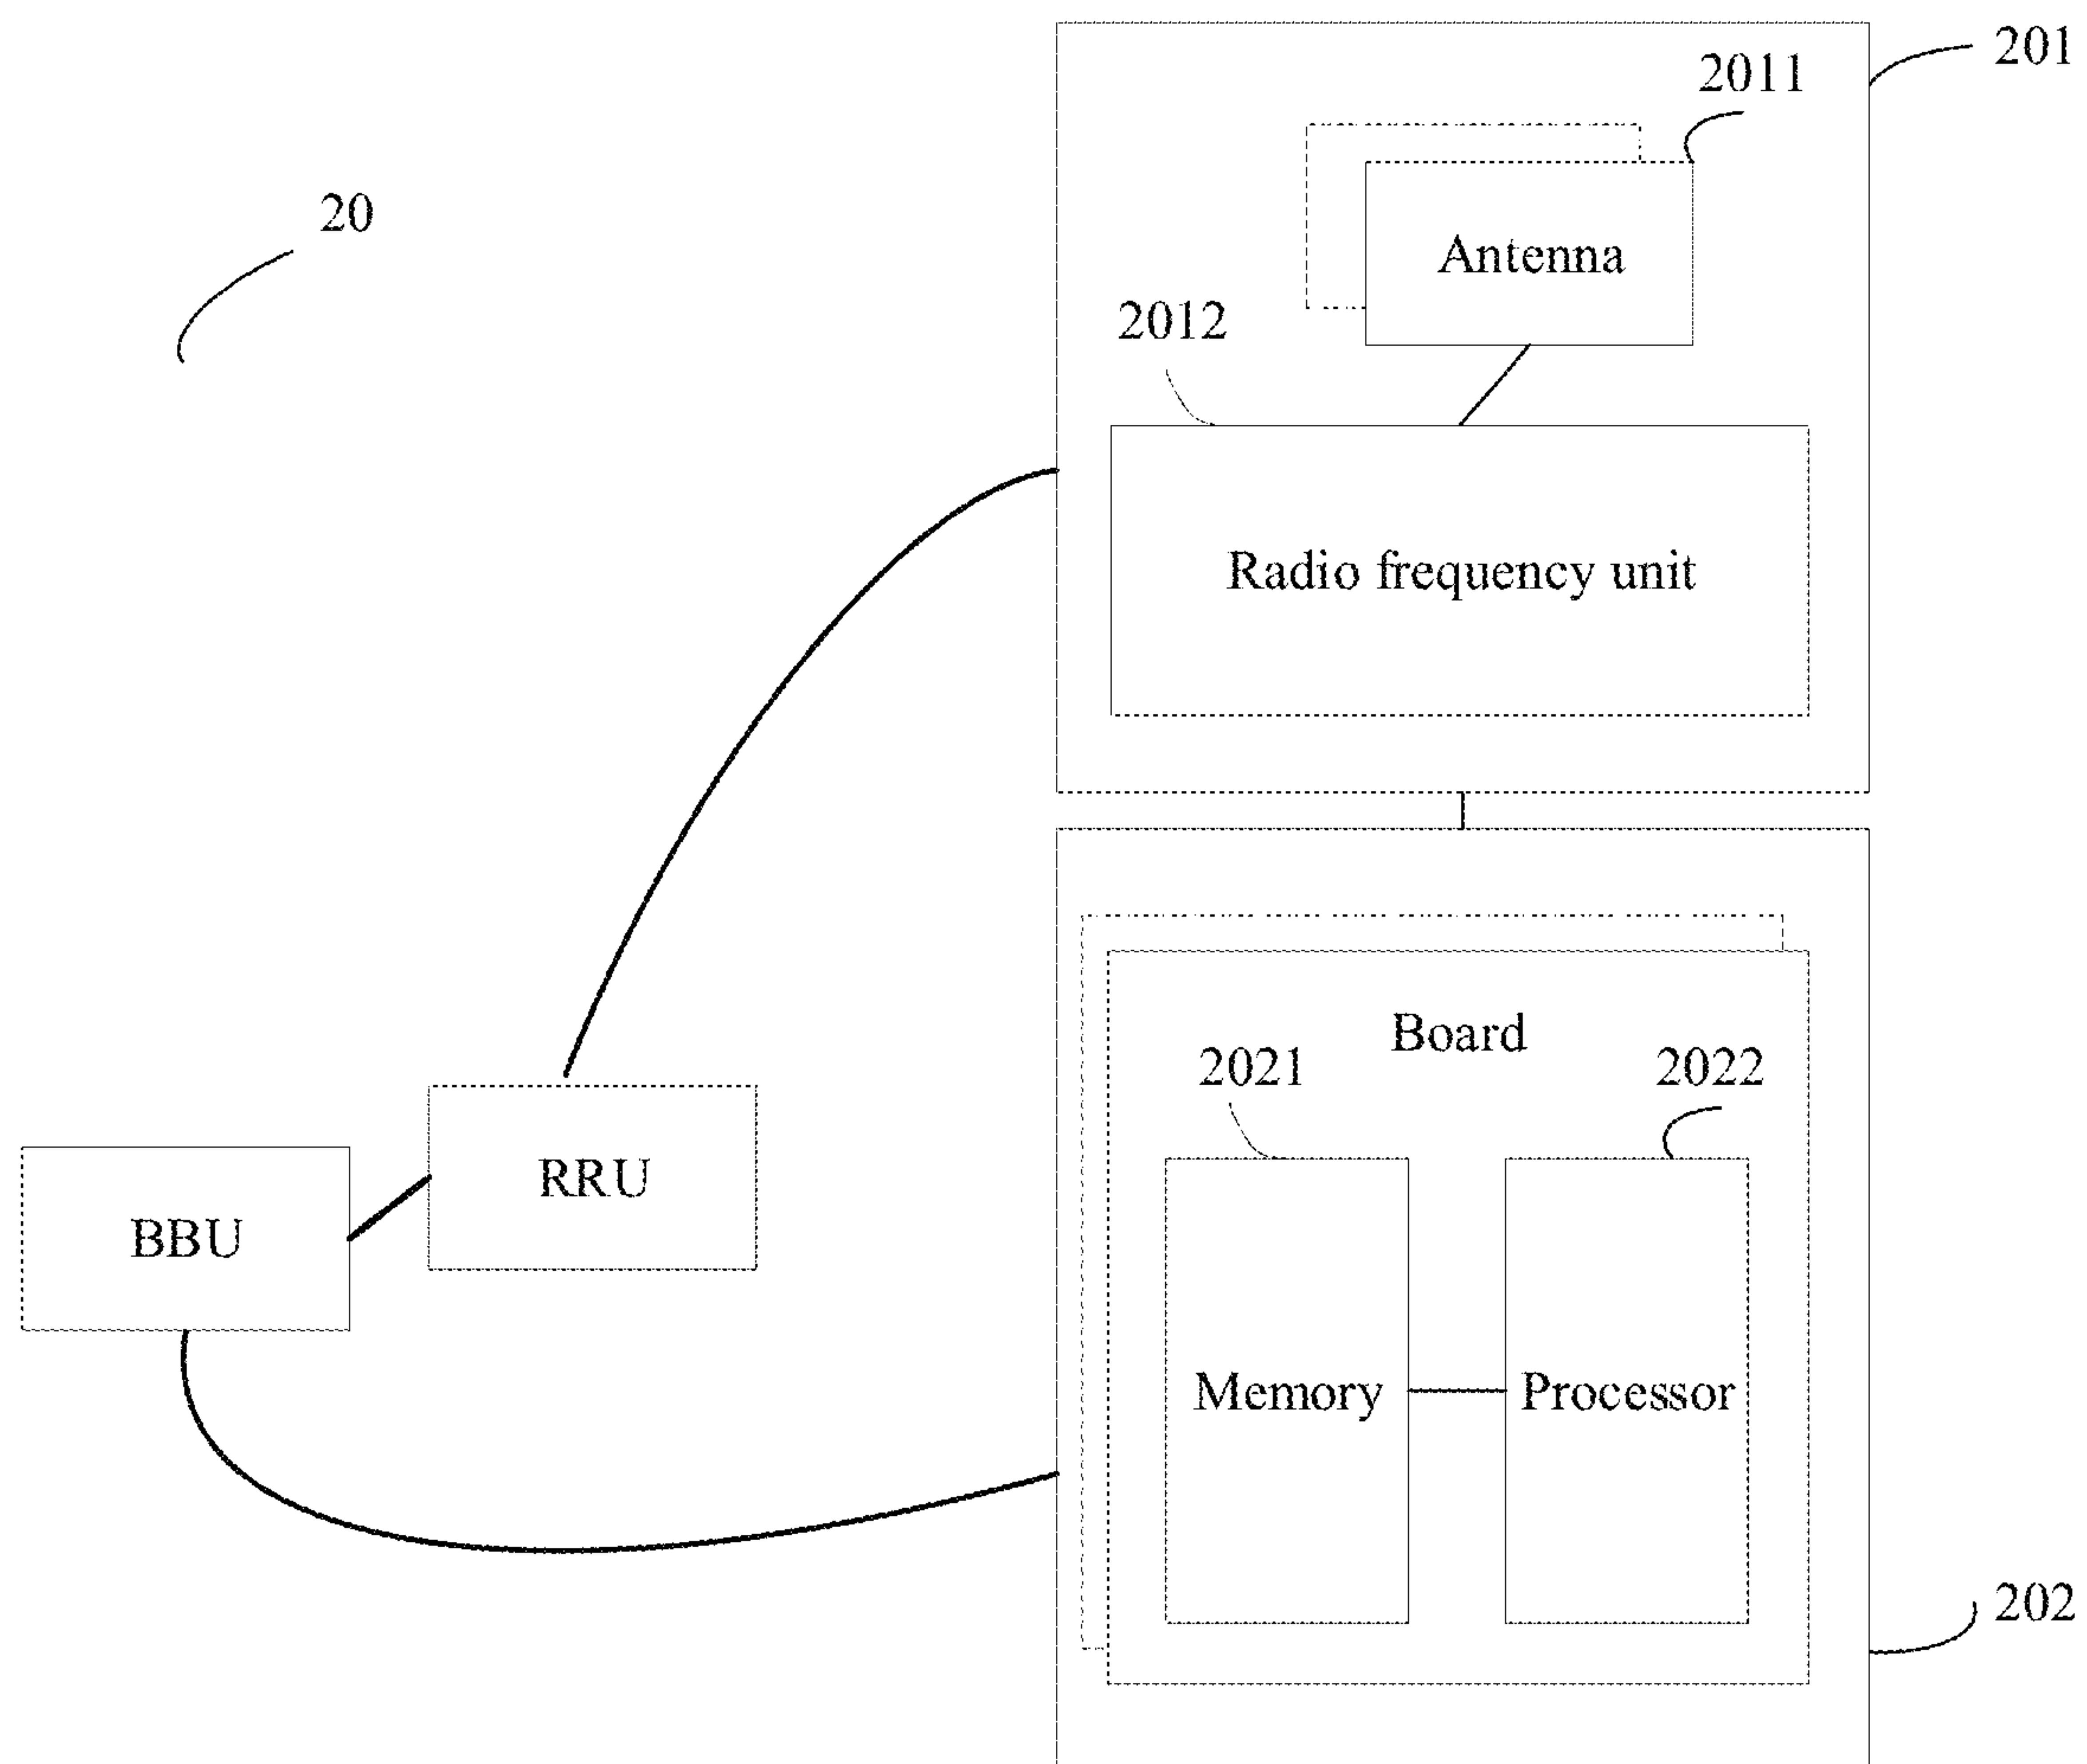 201
2011
20
Antenna
2012
Radio frequency unit
Board
2021
2022
RRU
BBU
Memory
Processor
202